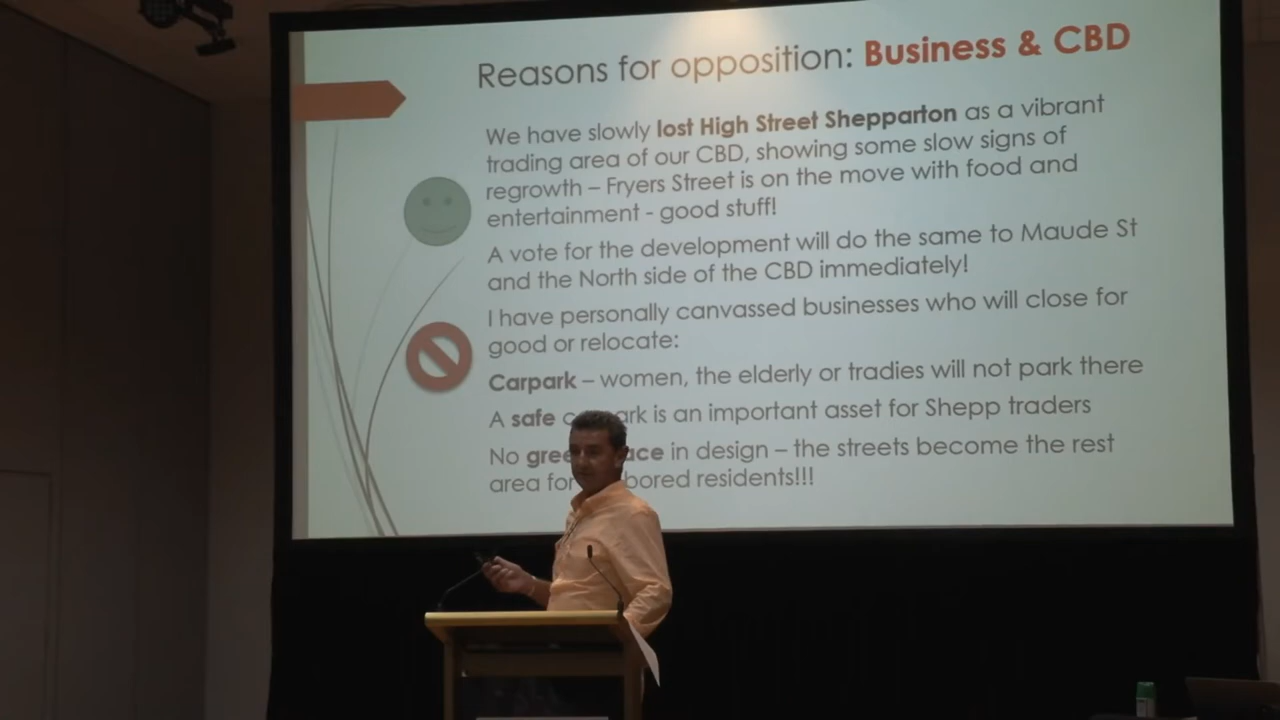 Reasons for opposition: Business & CBD
We have slowly lost High Street Shepparton as a vibrant
trading area of our CBD, showing some slow signs of
regrowth – Fryers Street is on the move with food and
entertainment - good stuff!
A vote for the development will do the same to Maude St
and the North side of the CBD immediately!
I have personally canvassed businesses who will close for
good or relocate:
Carpark – women, the elderly or tradies will not park there
A safe is an important asset for Shepp traders
No in design – the streets become the rest
area for bored residents!!!